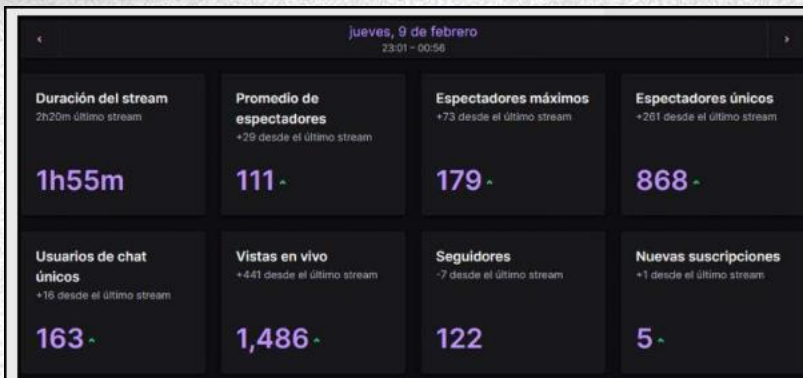 jueves, 9 de febrero
23:01 – 00:56
Duración del stream
2h20m último stream
1h55m
Promedio de
espectadores
+29 desde el último stream
111
Espectadores máximos
+73 desde el último stream
179
Espectadores únicos
+261 desde el último stream
868
Usuarios de chat
únicos
+16 desde el último stream
163
Vistas en vivo
+441 desde el último stream
1,486
Seguidores
-7 desde el último stream
122
Nuevas suscripciones
+1 desde el último stream
5